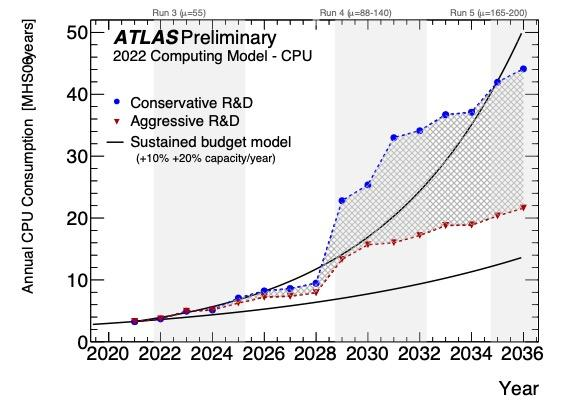 Run 3 (μ=55) Run 4 (μ=88-140) Run 5 (μ=165-200)
ATLAS Preliminary
2022 Computing Model - CPU
Conservative R&D
Aggressive R&D
Sustained budget model
(+10% +20% capacity/year)
Annual CPU Consumption
50
40
30
20
10
0
2020 2022 2024 2026 2028 2030 2032 2034 2036
Year